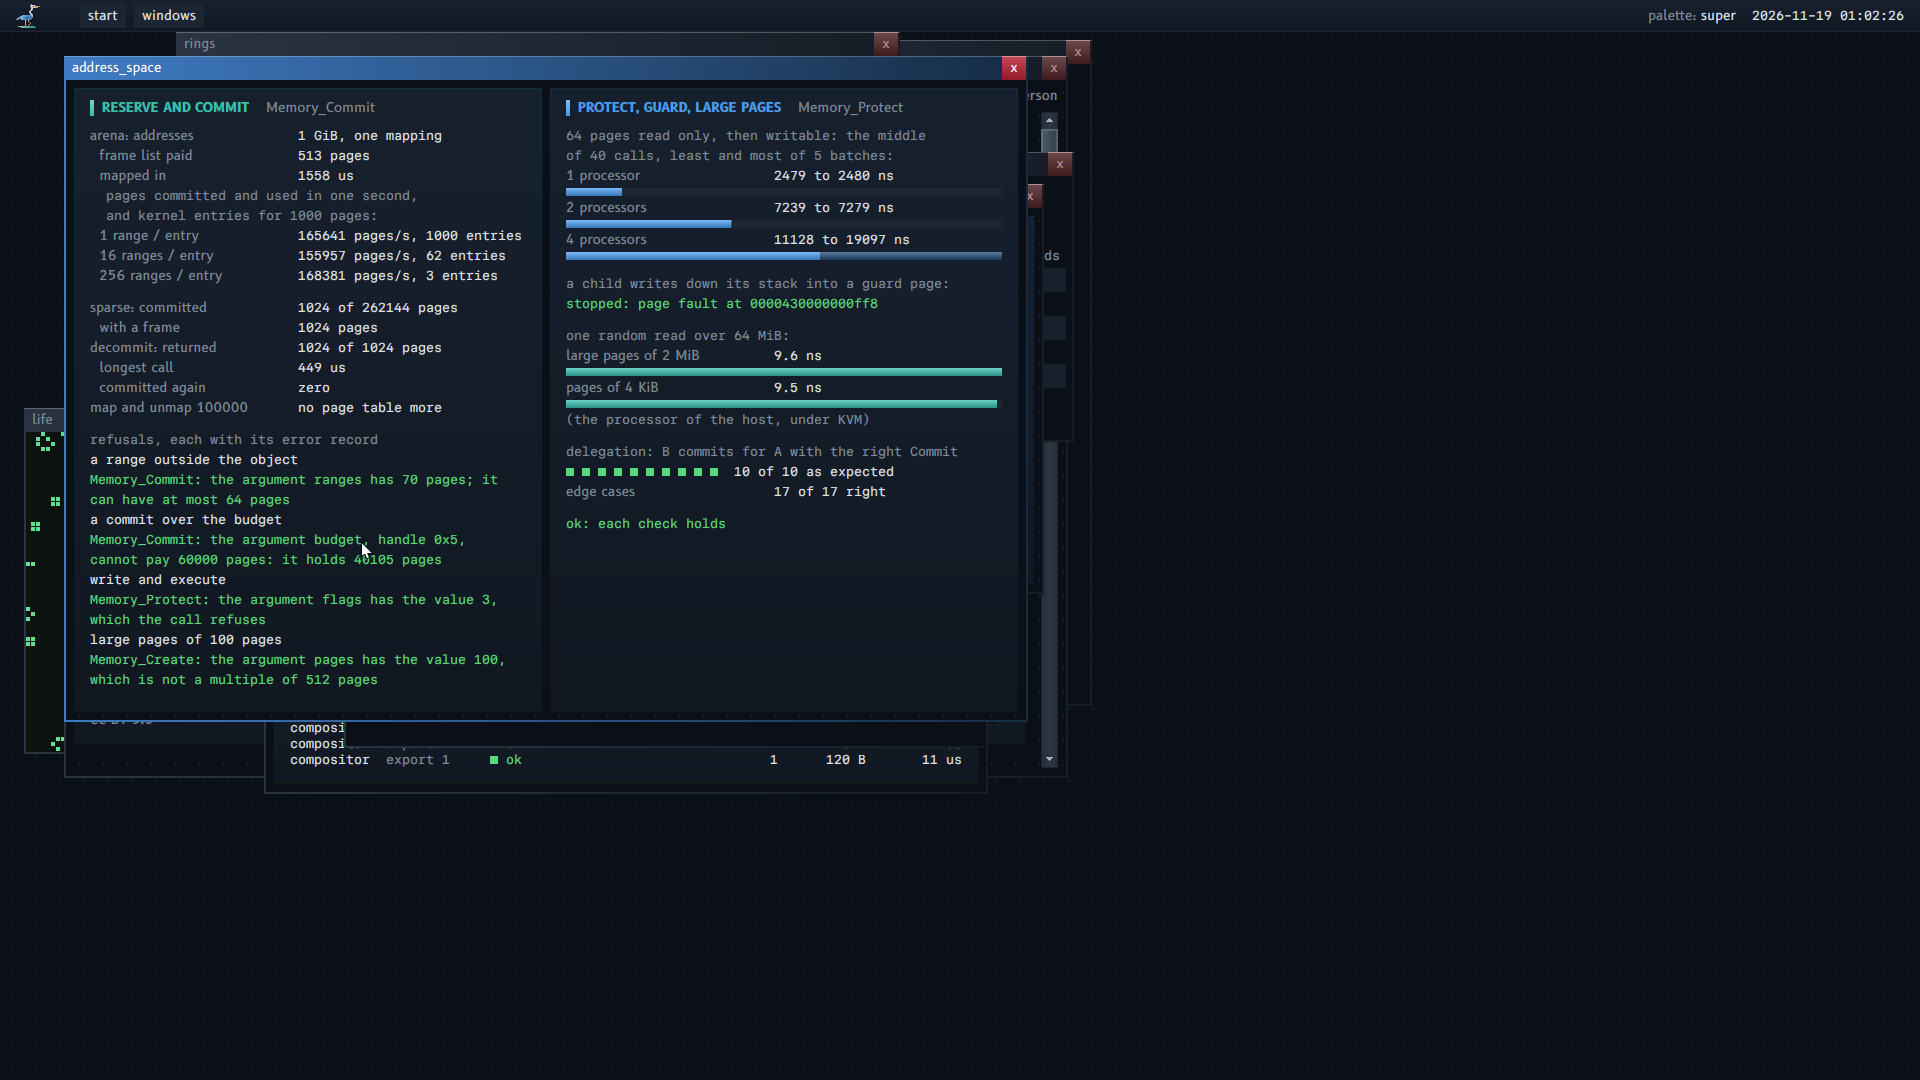 start windows palette: super 2026-11-19 01:02:26
rings x
x
address_space x
x
RESERVE AND COMMIT Memory_Commit
arena: addresses 1 GiB, one mapping
frame list paid 513 pages
mapped in 1558 us
pages committed and used in one second,
and kernel entries for 1000 pages:
1 range / entry 165641 pages/s, 1000 entries
16 ranges / entry 155957 pages/s, 62 entries
256 ranges / entry 168381 pages/s, 3 entries
sparse: committed 1024 of 262144 pages
with a frame 1024 pages
decommit: returned 1024 of 1024 pages
longest call 449 us
committed again zero
map and unmap 100000 no page table more
refusals, each with its error record
a range outside the object
Memory_Commit: the argument ranges has 70 pages; it
can have at most 64 pages
a commit over the budget
Memory_Commit: the argument budget, handle 0x5,
cannot pay 60000 pages: it holds 40105 pages
write and execute
Memory_Protect: the argument flags has the value 3,
which the call refuses
large pages of 100 pages
Memory_Create: the argument pages has the value 100,
which is not a multiple of 512 pages
PROTECT, GUARD, LARGE PAGES Memory_Protect
64 pages read only, then writable: the middle
of 40 calls, least and most of 5 batches:
1 processor 2479 to 2480 ns
2 processors 7239 to 7279 ns
4 processors 11128 to 19097 ns
a child writes down its stack into a guard page:
stopped: page fault at 0000430000000ff8
one random read over 64 MiB:
large pages of 2 MiB 9.6 ns
pages of 4 KiB 9.5 ns
(the processor of the host, under KVM)
delegation: B commits for A with the right Commit
10 of 10 as expected
edge cases 17 of 17 right
ok: each check holds
erson
x
x
ds
life
composi
composi
compositor export 1 ok 1 120 B 11 us